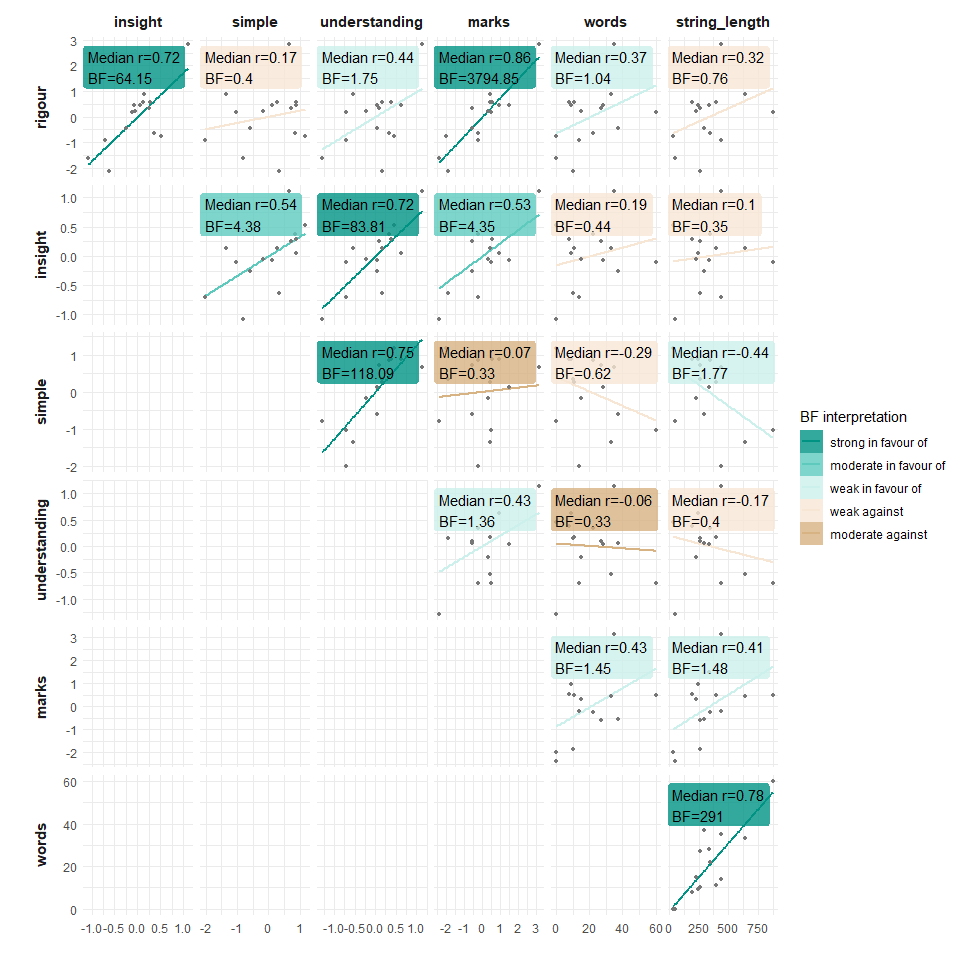 insight simple understanding marks words string_length
rigour
3
2
1
0
-1
-2
Median r=0.72
BF=64.15
Median r=0.17
BF=0.4
Median r=0.44
BF=1.75
Median r=0.86
BF=3794.85
Median r=0.37
BF=1.04
Median r=0.32
BF=0.76
insight
1.0
0.5
0.0
-0.5
-1.0
Median r=0.54
BF=4.38
Median r=0.72
BF=83.81
Median r=0.53
BF=4.35
Median r=0.19
BF=0.44
Median r=0.1
BF=0.35
simple
1
0
-1
-2
Median r=0.75
BF=118.09
Median r=0.07
BF=0.33
Median r=-0.29
BF=0.62
Median r=-0.44
BF=1.77
understanding
1.0
0.5
0.0
-0.5
-1.0
Median r=0.43
BF=1.36
Median r=-0.06
BF=0.33
Median r=-0.17
BF=0.4
marks
3
2
1
0
-1
-2
Median r=0.43
BF=1.45
Median r=0.41
BF=1.48
words
60
40
20
0
Median r=0.78
BF=291
-1.0 -0.5 0.0 0.5 1.0 -2 -1 0 1 -1.0 -0.5 0.0 0.5 1.0 -2 -1 0 1 2 3 0 20 40 60 0 250 500 750
BF interpretation
strong in favour of
moderate in favour of
weak in favour of
weak against
moderate against